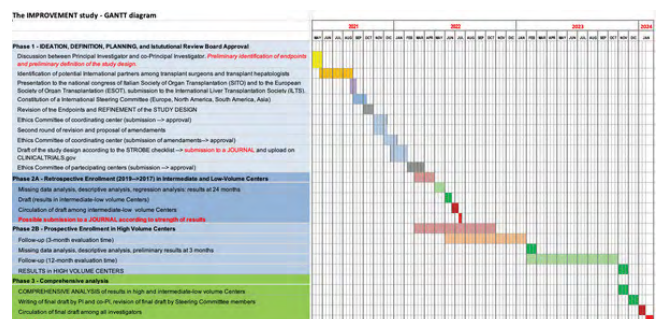 The IMPROVEMENT study - GANTT diagram
2021 2022 2023 2024
MAY JUN JUL AUG SEP OCT NOV DEC JAN FEB MAR APR MAY JUN JUL AUG SEP OCT NOV DEC JAN FEB MAR APR MAY JUN JUL AUG SEP OCT NOV DEC JAN
Phase 1 - IDEATION, DEFINITION, PLANNING, and Istulutional Review Board Approval
Discussion between Principal Investigator and co-Principal Investigator. Preliminary identification of endpoints
and preliminary definition of the study design.
Identification of potential International partners among transplant surgeons and transplant hepatologists
Presentation to the national congress of Italian Society of Organ Transplantation (SITO) and to the European
Society of Organ Transplantation (ESOT), submission to the International Liver Transplantation Society (ILTS).
Constitution of a International Steering Committee (Europe, North America, South America, Asia)
Revision of the Endpoints and REFINEMENT of the STUDY DESIGN
Ethics Committee of coordinating center (submission --> approval)
Second round of revision and proposal of amendaments
Ethics Committee of coordinating center (submission of amendaments--> approval)
Draft of the study design according to the STROBE checklist --> submission to a JOURNAL and upload on
CLINICALTRIALS.gov
Ethics Committee of partecipating centers (submission --> approval)
Phase 2A - Retrospective Enrollment (2019-->2017) in Intermediate and Low-Volume Centers
Missing data analysis, descriptive analysis, regression analysis: results at 24 months
Draft (results in intermediate-low volume Centers)
Circulation of draft among intermediate-low volume Centers
Possible submission to a JOURNAL according to strength of results
Phase 2B - Prospective Enrollment in High Volume Centers
Follow-up (3-month evaluation time)
Missing data analysis, descriptive analysis, preliminary results at 3 months
Follow-up (12-month evaluation time)
RESULTS in HIGH VOLUME CENTERS
Phase 3 - Comprehensive analysis
COMPREHENSIVE ANALYSIS of results in high and intermediate-low volume Centers
Writing of final draft by PI and co-PI, revision of final draft by Steering Committee members
Circulation of final draft among all investigators